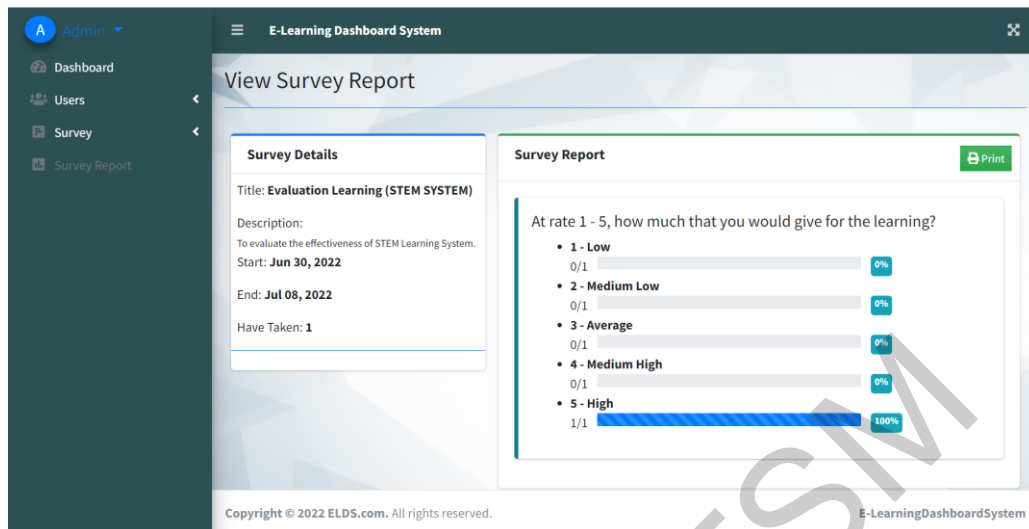 A Admin
E-Learning Dashboard System
Dashboard
Users
Survey
Survey Report
View Survey Report
Survey Details
Title: Evaluation Learning (STEM SYSTEM)
Description:
To evaluate the effectiveness of STEM Learning System.
Start: Jun 30, 2022
End: Jul 08, 2022
Have Taken: 1
Survey Report
Print
At rate 1 - 5, how much that you would give for the learning?
• 1 - Low
0/1 0%
• 2 - Medium Low
0/1 0%
• 3 - Average
0/1 0%
• 4 - Medium High
0/1 0%
• 5 - High
1/1 100%
Copyright © 2022 ELDS.com. All rights reserved.
E-LearningDashboardSystem